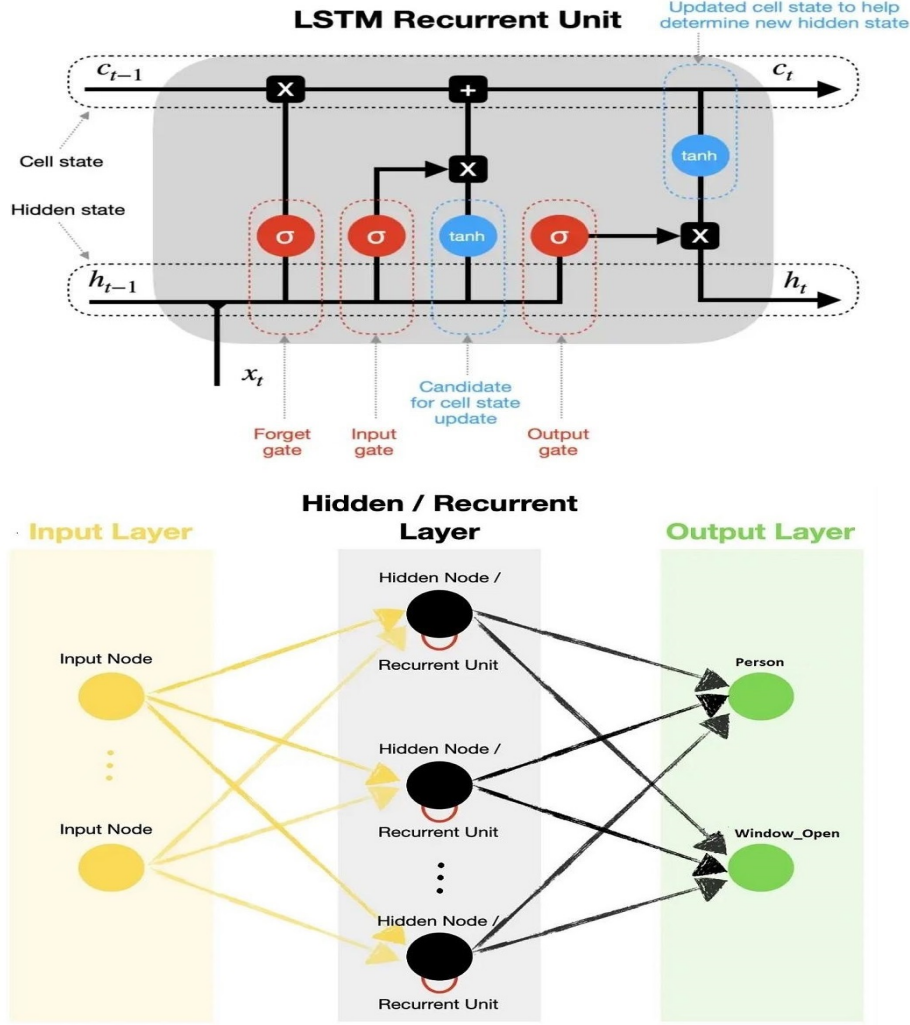 LSTM Recurrent Unit
Updated cell state to help
determine new hidden state
c_{t-1}
c_t
X
+
Cell state
tanh
X
Hidden state
σ
σ
tanh
σ
X
h_{t-1}
h_t
x_t
Candidate
for cell state
update
Forget
gate
Input
gate
Output
gate
Hidden / Recurrent
Layer
Input Layer
Output Layer
Hidden Node /
Recurrent Unit
Input Node
Person
Hidden Node /
Recurrent Unit
Input Node
Window_Open
Hidden Node /
Recurrent Unit